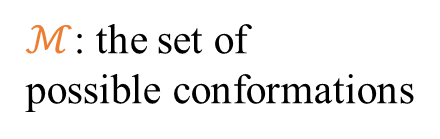 ℳ: the set of
possible conformations